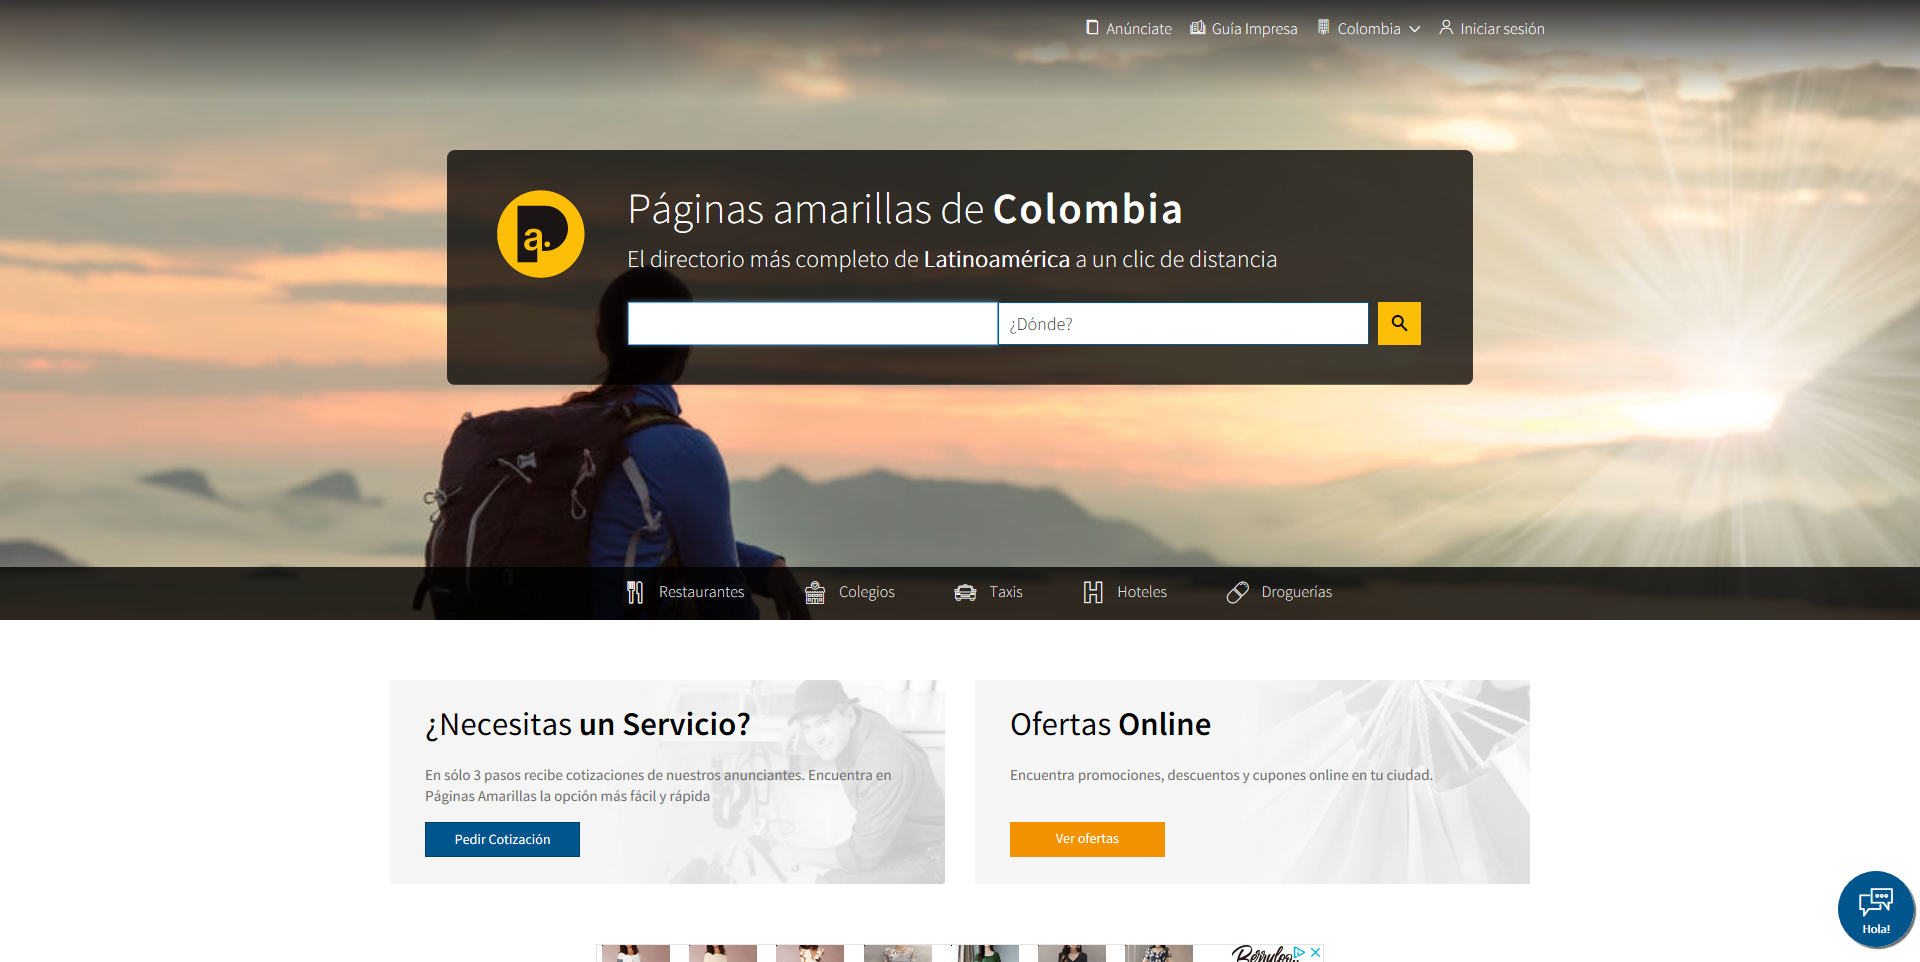 Anúnciate
Guía Impresa
Colombia
Iniciar sesión
Pa.
Páginas amarillas de Colombia
El directorio más completo de Latinoamérica a un clic de distancia
¿Dónde?
Restaurantes
Colegios
Taxis
Hoteles
Droguerías
¿Necesitas un Servicio?
En sólo 3 pasos recibe cotizaciones de nuestros anunciantes. Encuentra en
Páginas Amarillas la opción más fácil y rápida
Pedir Cotización
Ofertas Online
Encuentra promociones, descuentos y cupones online en tu ciudad.
Ver ofertas
Hola!